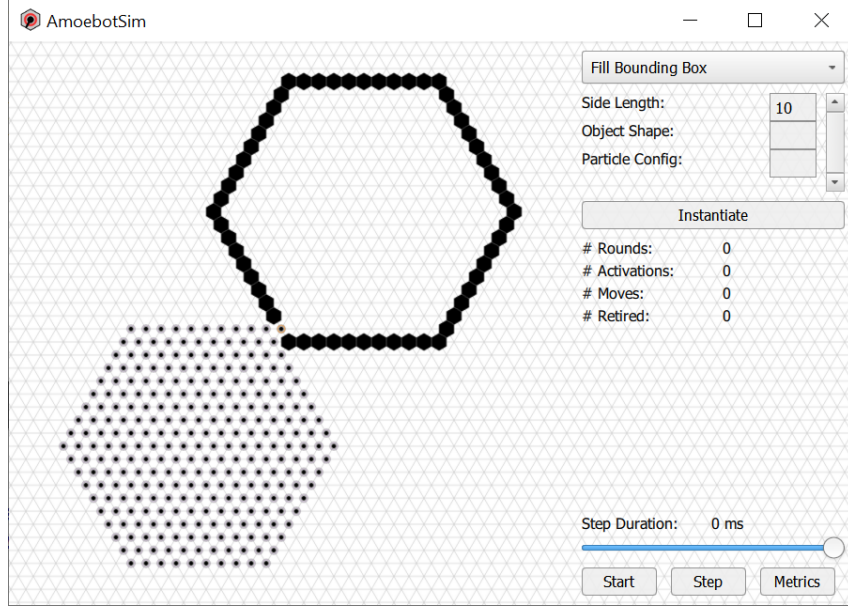 AmoebotSim
Fill Bounding Box
Side Length: 10
Object Shape:
Particle Config:
Instantiate
# Rounds: 0
# Activations: 0
# Moves: 0
# Retired: 0
Step Duration: 0 ms
Start Step Metrics